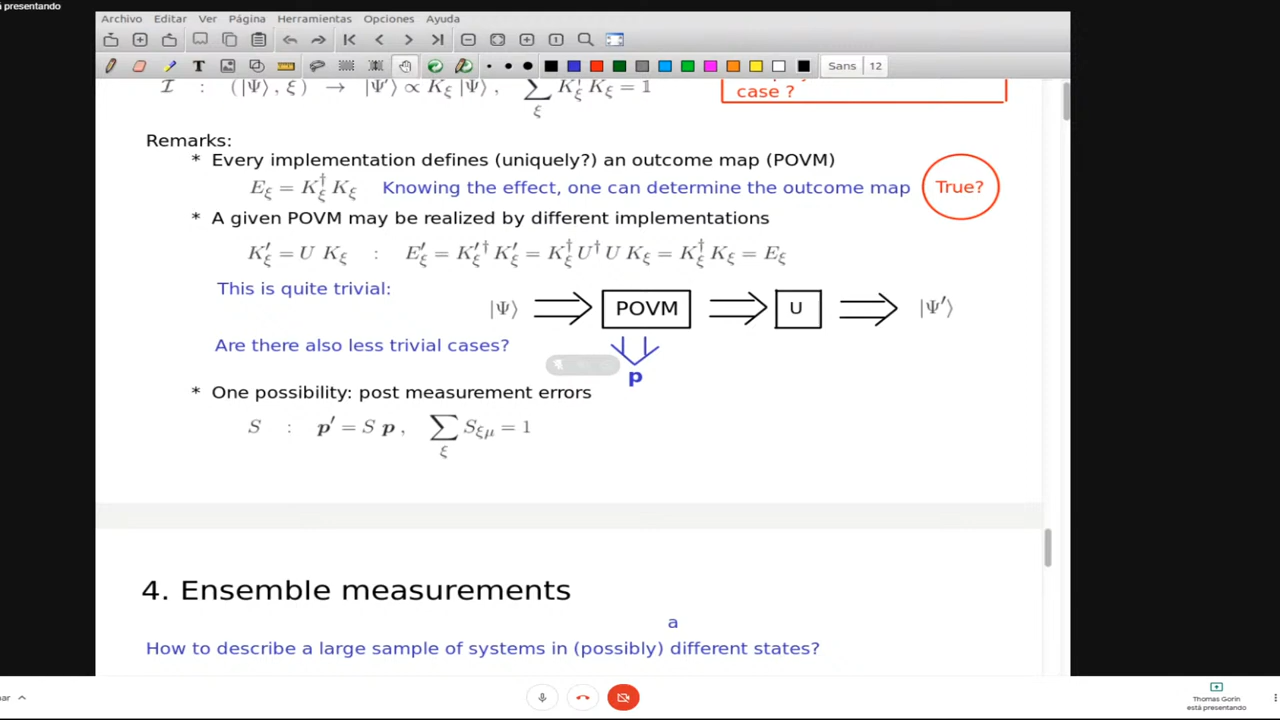 á presentando
Archivo Editar Ver Página Herramientas Opciones Ayuda
Sans 12
I : ( |Ψ⟩ , ξ ) → |Ψ′⟩ ∝ K_ξ |Ψ⟩ , ∑_ξ K_ξ^† K_ξ = 1
case ?
Remarks:
* Every implementation defines (uniquely?) an outcome map (POVM)
E_ξ = K_ξ^† K_ξ Knowing the effect, one can determine the outcome map True?
* A given POVM may be realized by different implementations
K′_ξ = U K_ξ : E′_ξ = K′_ξ^† K′_ξ = K_ξ^† U^† U K_ξ = K_ξ^† K_ξ = E_ξ
This is quite trivial:
|Ψ⟩ POVM U |Ψ′⟩
Are there also less trivial cases?
p
* One possibility: post measurement errors
S : p′ = S p , ∑_ξ S_ξμ = 1
4. Ensemble measurements
a
How to describe a large sample of systems in (possibly) different states?
nar
Thomas Gorin
está presentando